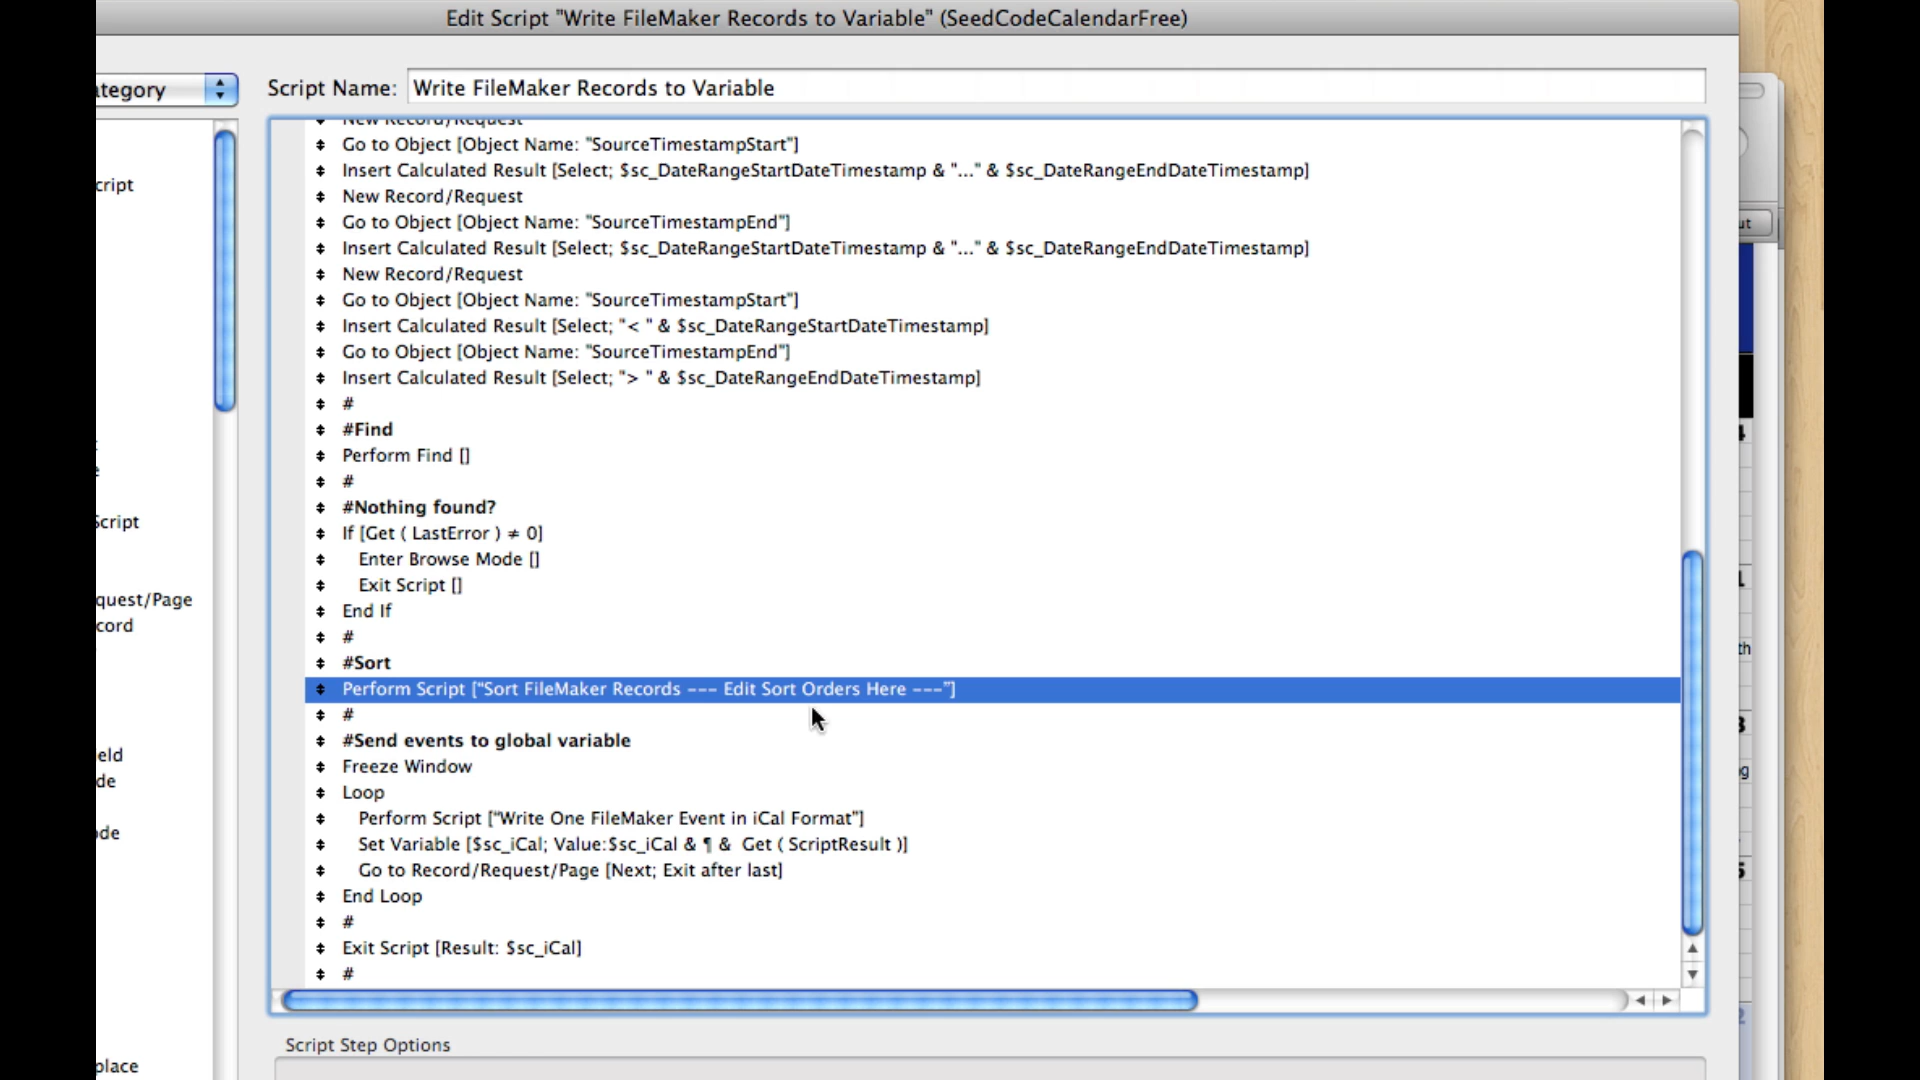 Edit Script "Write FileMaker Records to Variable" (SeedCodeCalendarFree)
ategory
Script Name: Write FileMaker Records to Variable
New Record/Request
Go to Object [Object Name: "SourceTimestampStart"]
Insert Calculated Result [Select; $sc_DateRangeStartDateTimestamp & "..." & $sc_DateRangeEndDateTimestamp]
New Record/Request
Go to Object [Object Name: "SourceTimestampEnd"]
Insert Calculated Result [Select; $sc_DateRangeStartDateTimestamp & "..." & $sc_DateRangeEndDateTimestamp]
New Record/Request
Go to Object [Object Name: "SourceTimestampStart"]
Insert Calculated Result [Select; "< " & $sc_DateRangeStartDateTimestamp]
Go to Object [Object Name: "SourceTimestampEnd"]
Insert Calculated Result [Select; "> " & $sc_DateRangeEndDateTimestamp]
#
#Find
Perform Find []
#
#Nothing found?
If [Get ( LastError ) ≠ 0]
Enter Browse Mode []
Exit Script []
End If
#
#Sort
Perform Script ["Sort FileMaker Records --- Edit Sort Orders Here ---"]
#
#Send events to global variable
Freeze Window
Loop
Perform Script ["Write One FileMaker Event in iCal Format"]
Set Variable [$sc_iCal; Value:$sc_iCal & ¶ & Get ( ScriptResult )]
Go to Record/Request/Page [Next; Exit after last]
End Loop
#
Exit Script [Result: $sc_iCal]
#
Script Step Options
cript
Script
quest/Page
cord
eld
de
de
place
ut
th